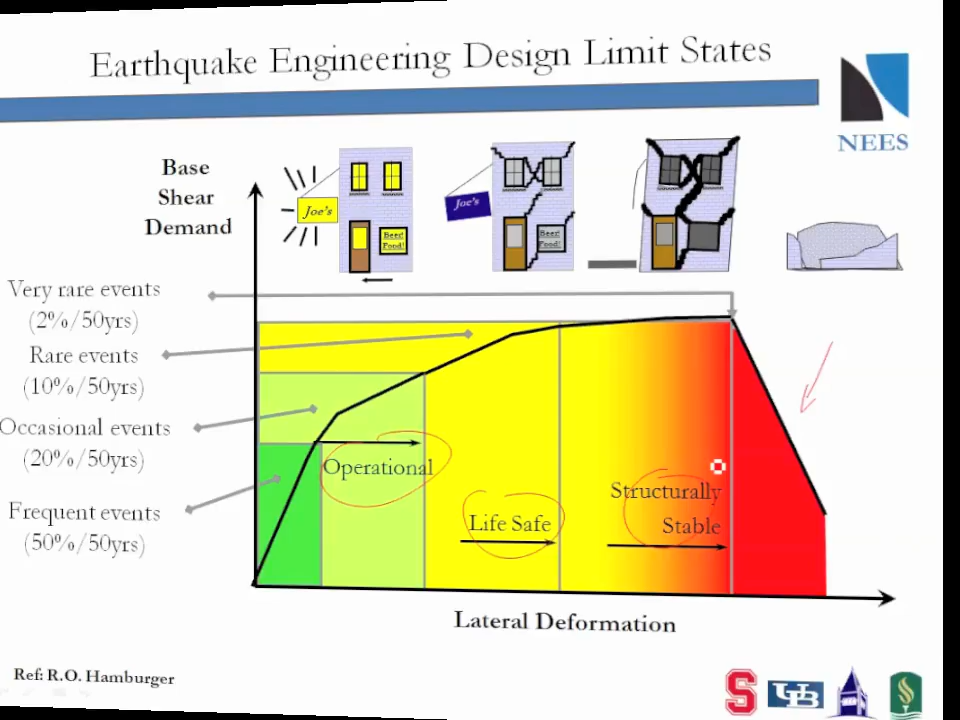 Earthquake Engineering Design Limit States
NEES
Base
Shear
Demand
Joe's
Beer!
Food!
Joe's
Beer!
Food!
Very rare events
(2%/50yrs)
Rare events
(10%/50yrs)
Occasional events
(20%/50yrs)
Frequent events
(50%/50yrs)
Operational
Life Safe
Structurally
Stable
Lateral Deformation
Ref: R.O. Hamburger
S
UB